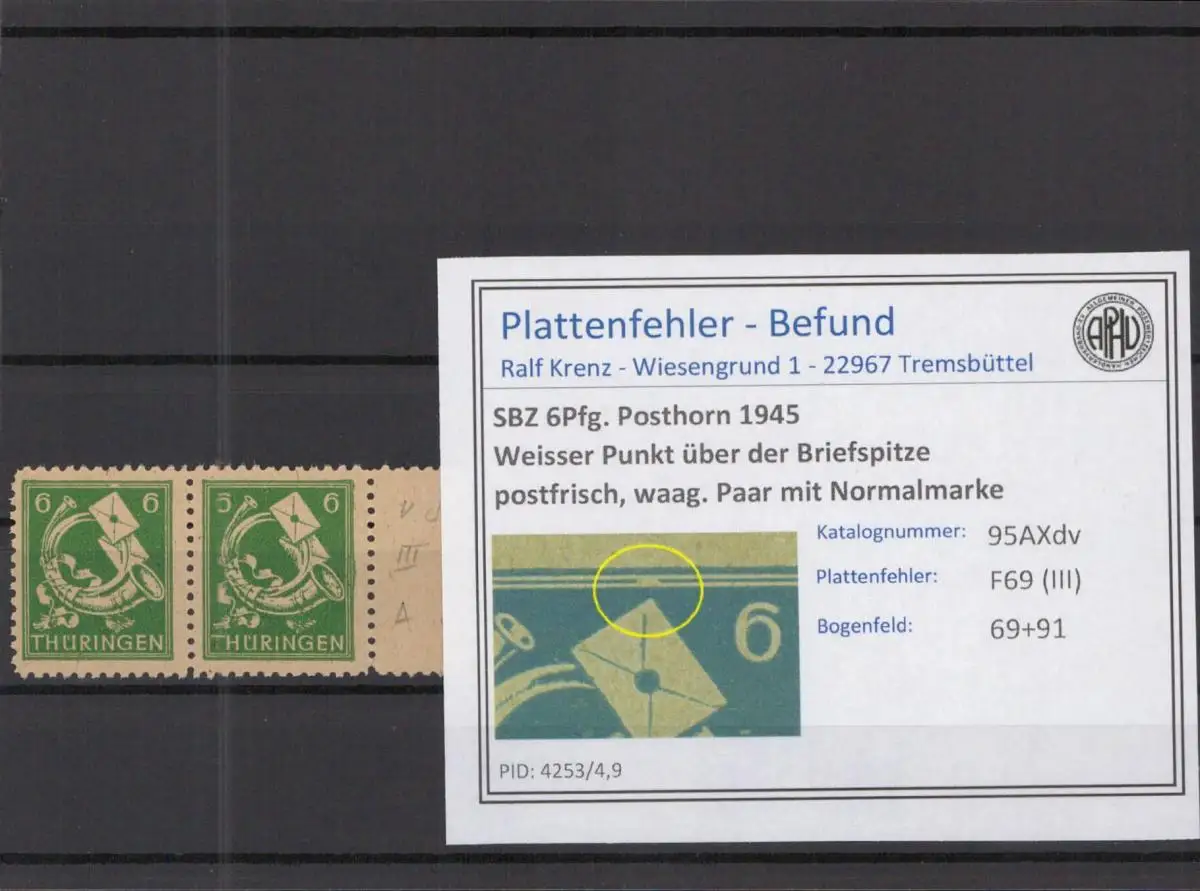 Plattenfehler - Befund
Ralf Krenz - Wiesengrund 1 - 22967 Tremsbüttel
APHV
SBZ 6Pfg. Posthorn 1945
Weisser Punkt über der Briefspitze
postfrisch, waag. Paar mit Normalmarke
Katalognummer: 95AXdv
Plattenfehler: F69 (III)
Bogenfeld: 69+91
6
PID: 4253/4,9
6 6
THÜRINGEN
5 6
THÜRINGEN
III
A